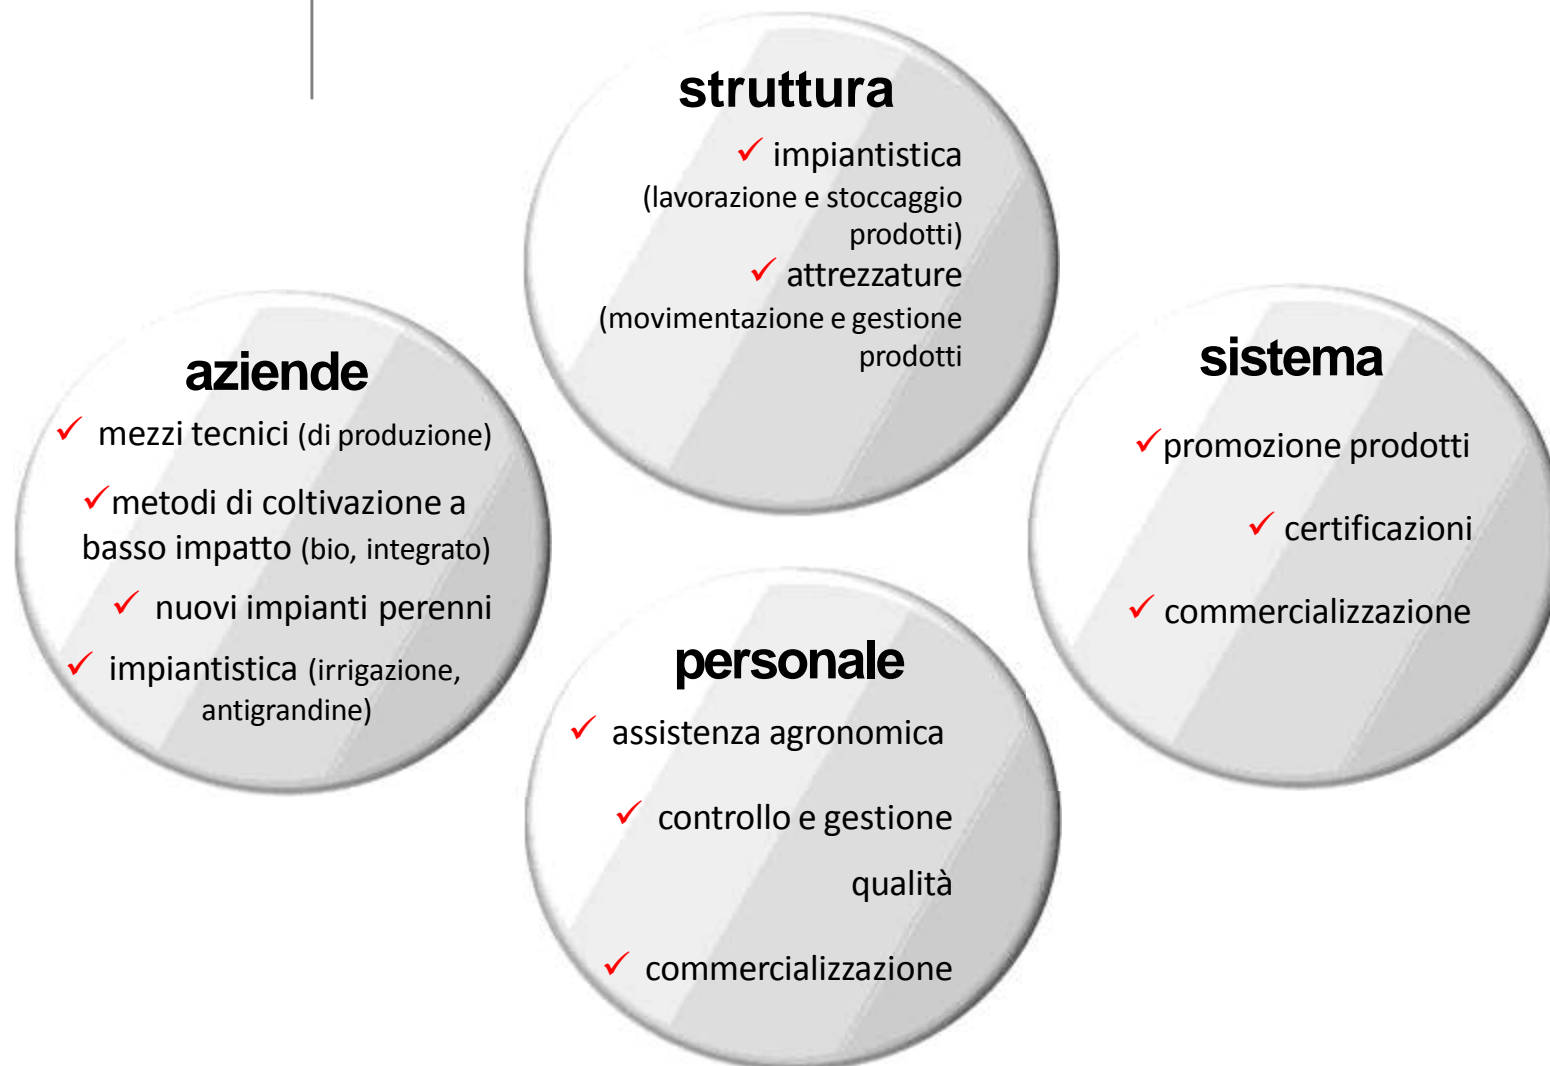 struttura
✓ impiantistica
(lavorazione e stoccaggio
prodotti)
✓ attrezzature
(movimentazione e gestione
prodotti
aziende
✓ mezzi tecnici (di produzione)
✓metodi di coltivazione a
basso impatto (bio, integrato)
✓ nuovi impianti perenni
✓ impiantistica (irrigazione,
antigrandine)
sistema
✓promozione prodotti
✓ certificazioni
✓ commercializzazione
personale
✓ assistenza agronomica
✓ controllo e gestione
qualità
✓ commercializzazione